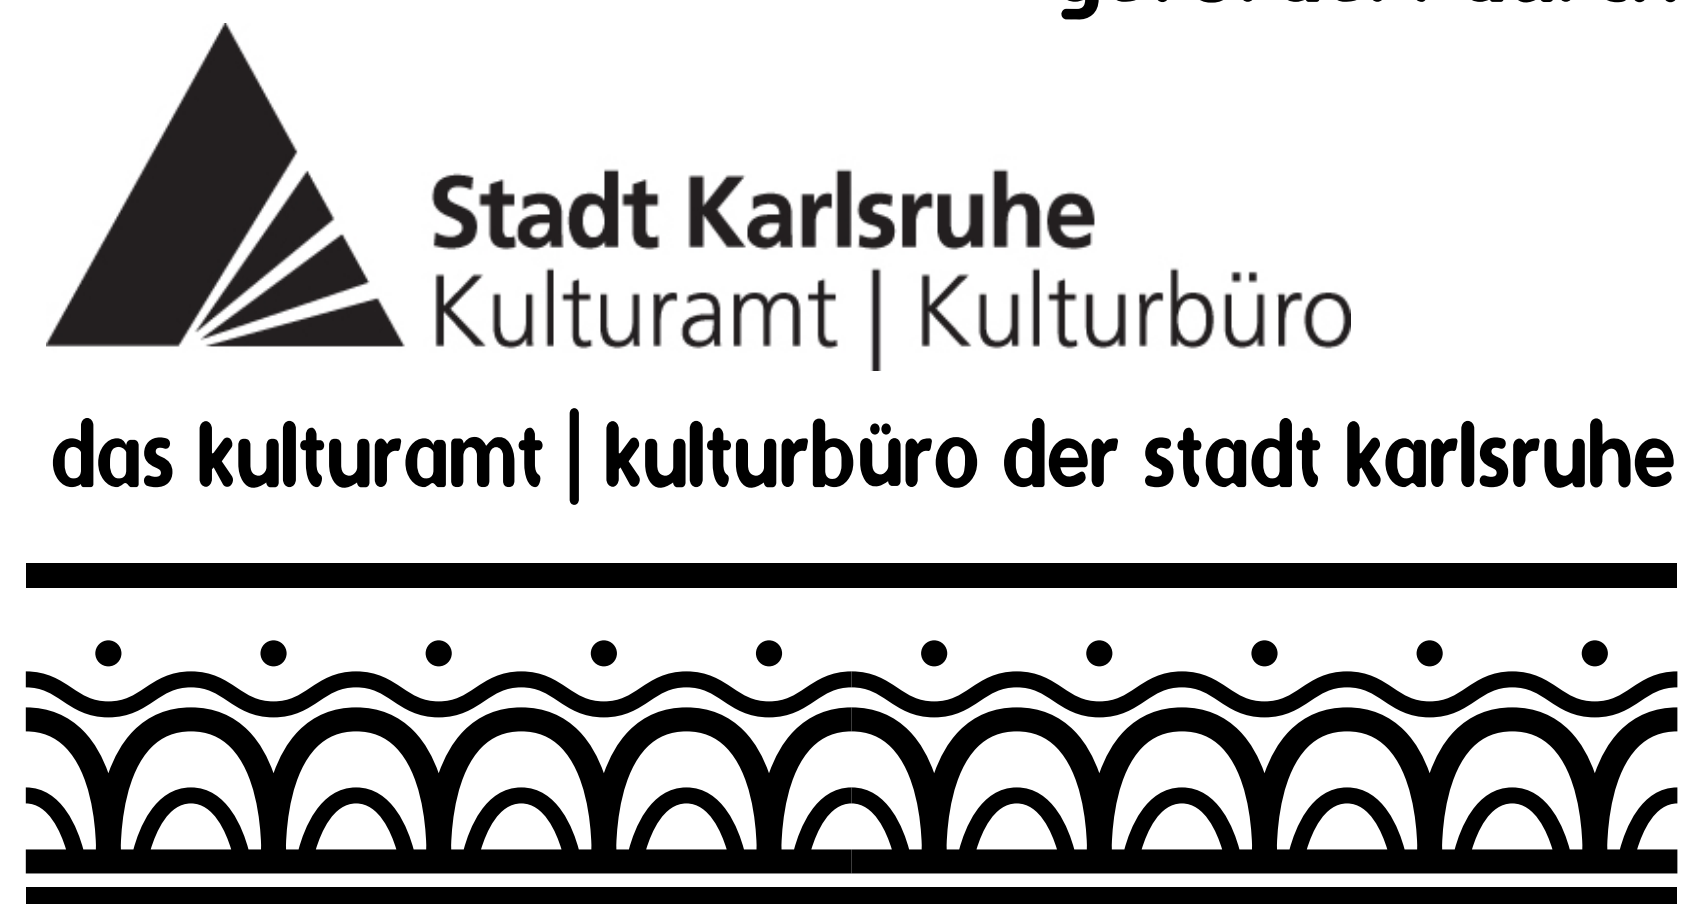 Stadt Karlsruhe
Kulturamt | Kulturbüro
das kulturamt | kulturbüro der stadt karlsruhe